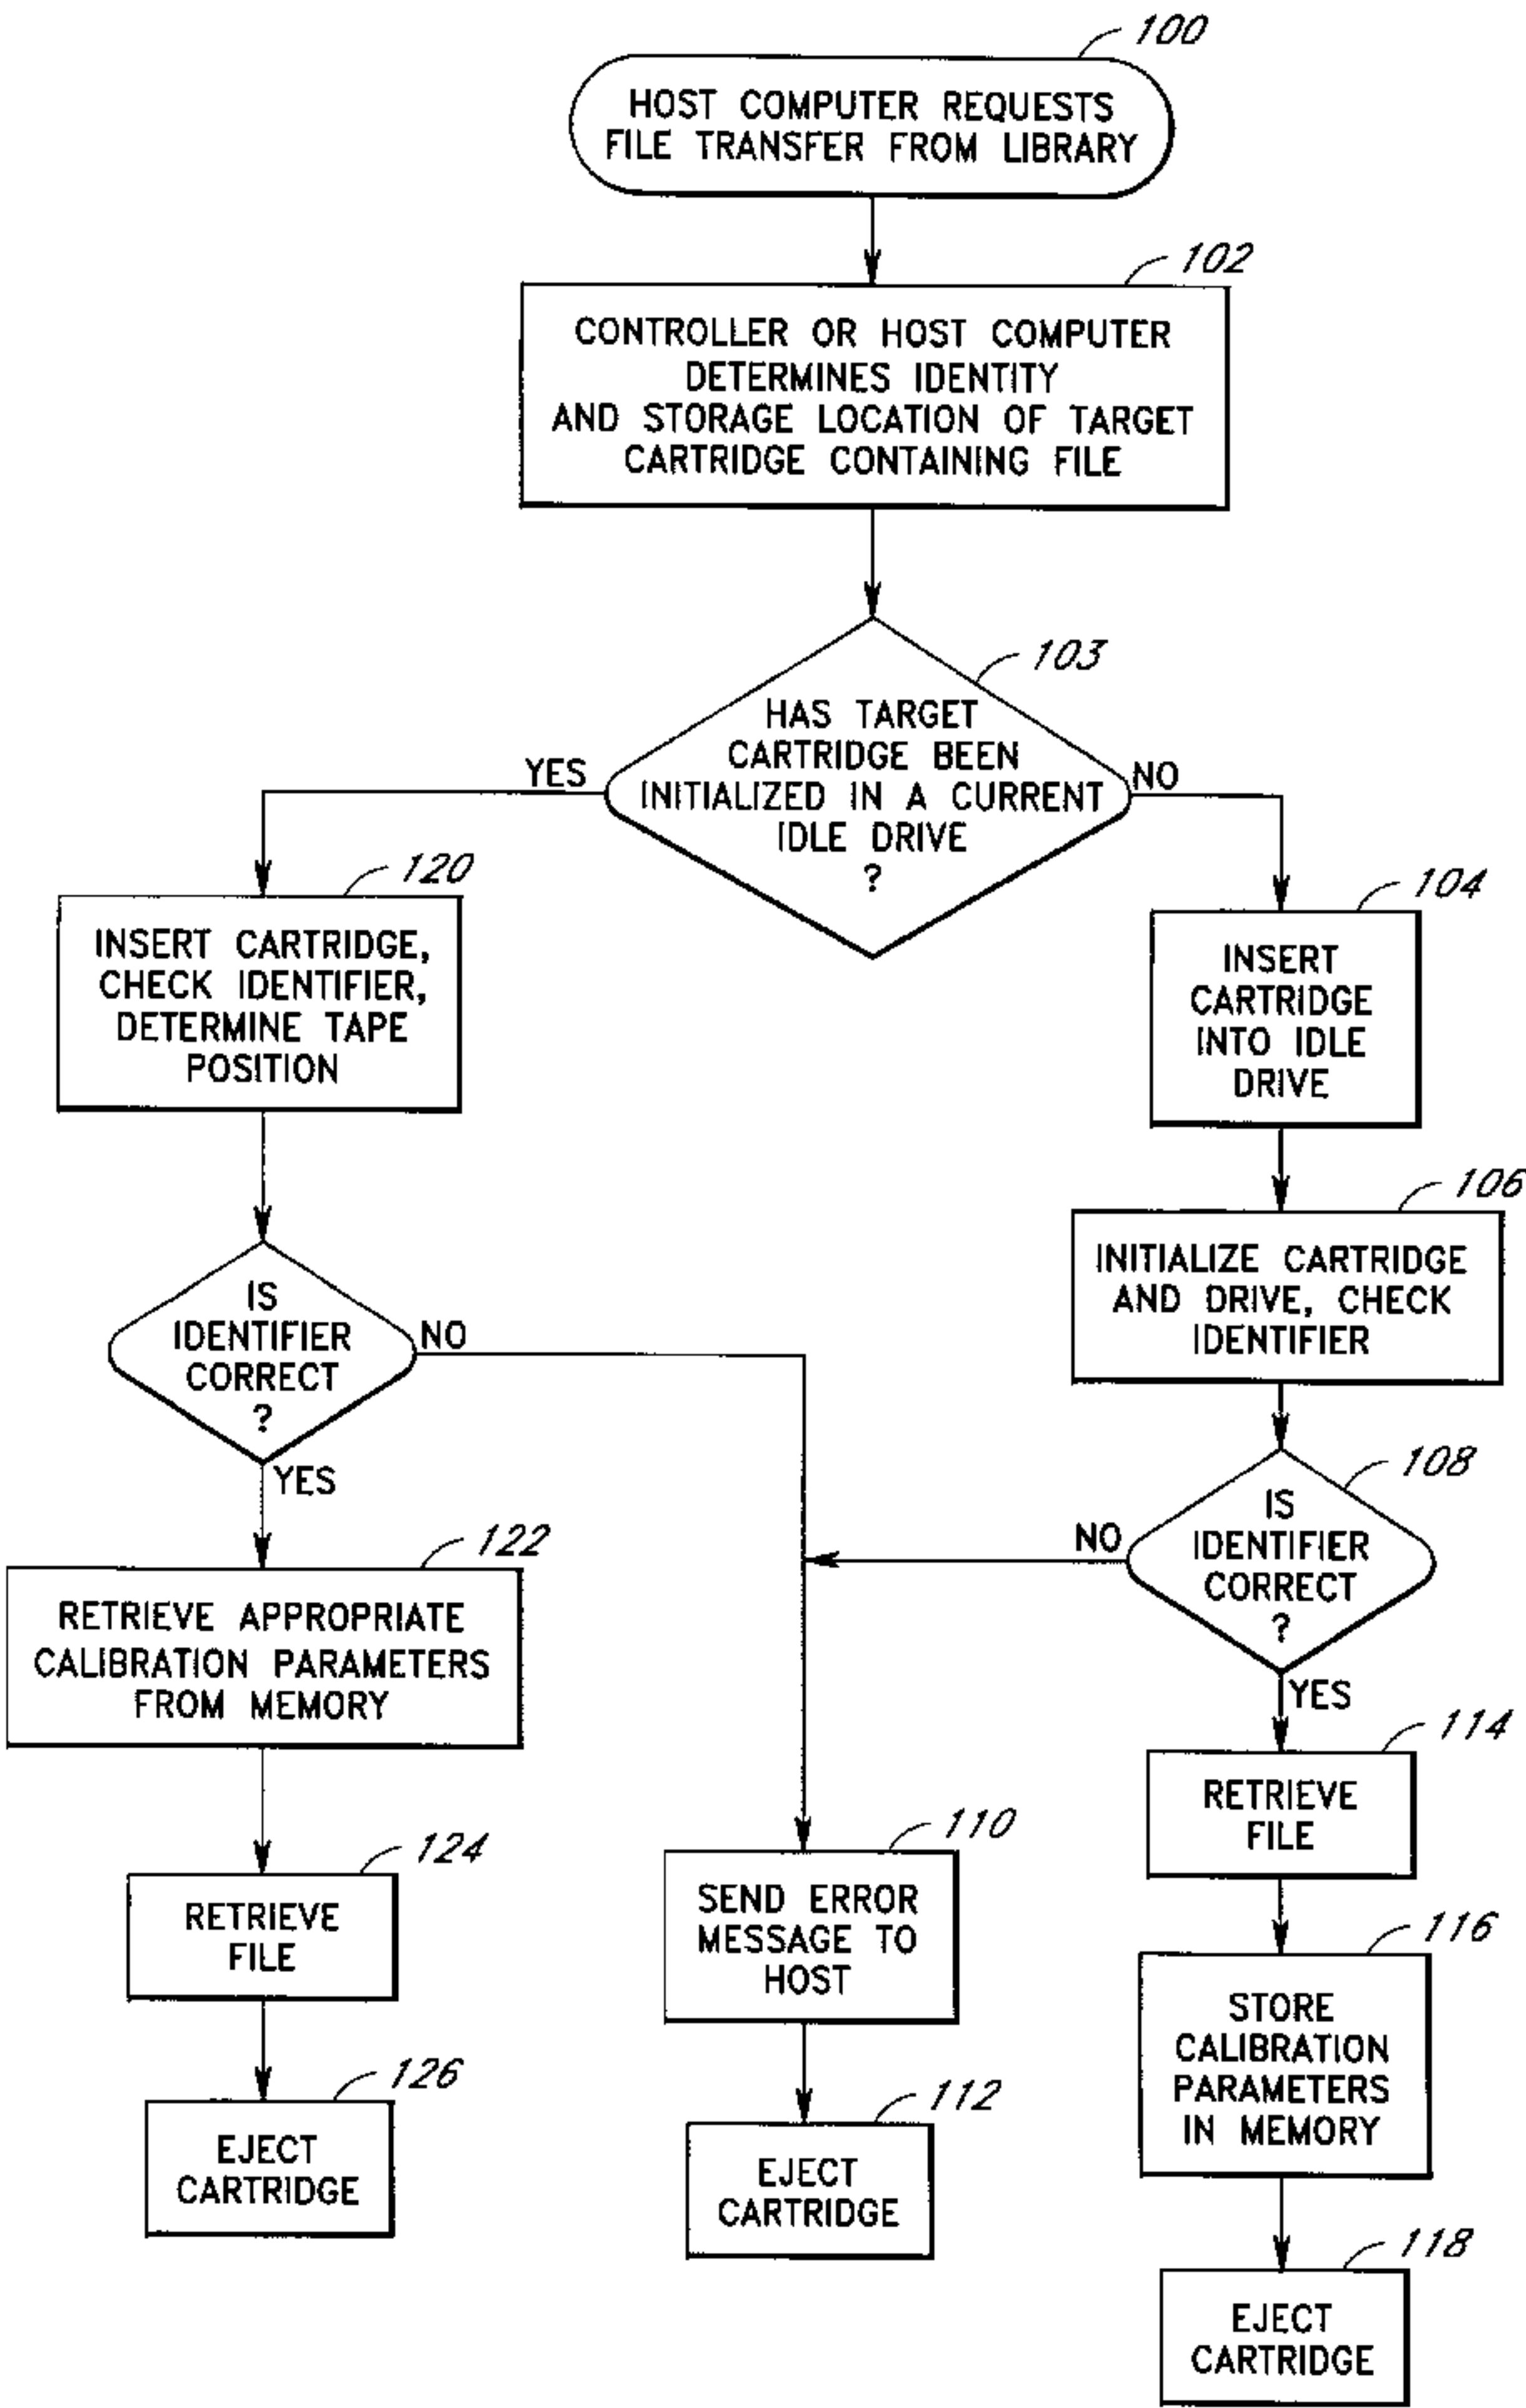 100
HOST COMPUTER REQUESTS
FILE TRANSFER FROM LIBRARY
102
CONTROLLER OR HOST COMPUTER
DETERMINES IDENTITY
AND STORAGE LOCATION OF TARGET
CARTRIDGE CONTAINING FILE
103
HAS TARGET
CARTRIDGE BEEN
INITIALIZED IN A CURRENT
IDLE DRIVE
?
YES
NO
120
INSERT CARTRIDGE,
CHECK IDENTIFIER,
DETERMINE TAPE
POSITION
104
INSERT
CARTRIDGE
INTO IDLE
DRIVE
106
INITIALIZE CARTRIDGE
AND DRIVE, CHECK
IDENTIFIER
IS
IDENTIFIER
CORRECT
?
NO
YES
108
IS
IDENTIFIER
CORRECT
?
NO
YES
122
RETRIEVE APPROPRIATE
CALIBRATION PARAMETERS
FROM MEMORY
114
RETRIEVE
FILE
124
RETRIEVE
FILE
110
SEND ERROR
MESSAGE TO
HOST
116
STORE
CALIBRATION
PARAMETERS
IN MEMORY
126
EJECT
CARTRIDGE
112
EJECT
CARTRIDGE
118
EJECT
CARTRIDGE